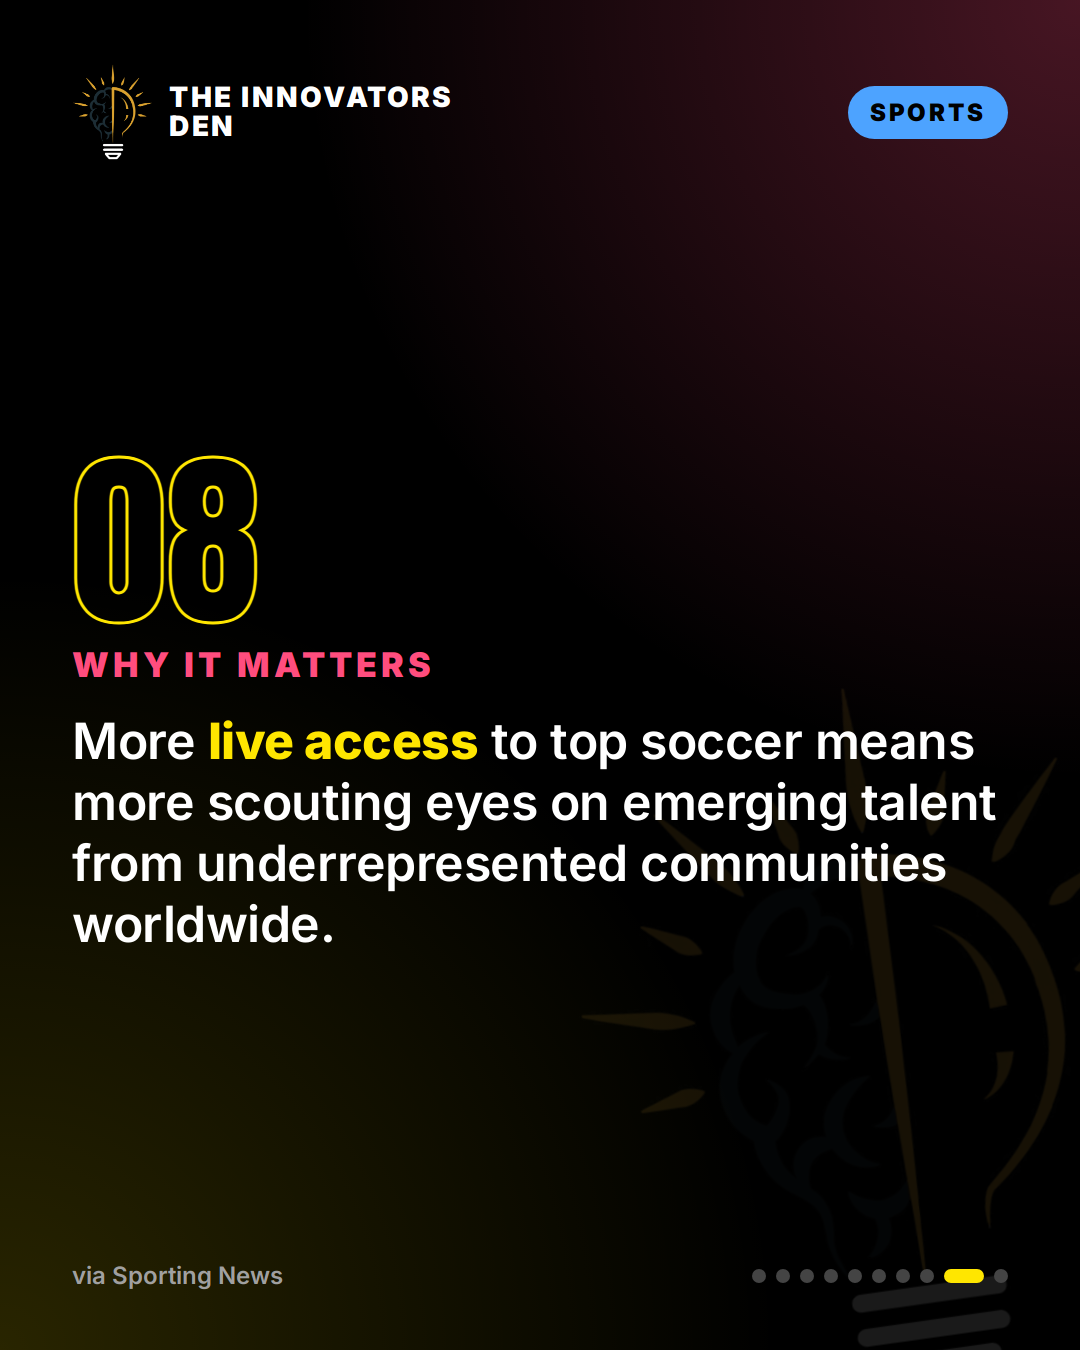 THE INNOVATORS
DEN
SPORTS
08
WHY IT MATTERS
More live access to top soccer means
more scouting eyes on emerging talent
from underrepresented communities
worldwide.
via Sporting News